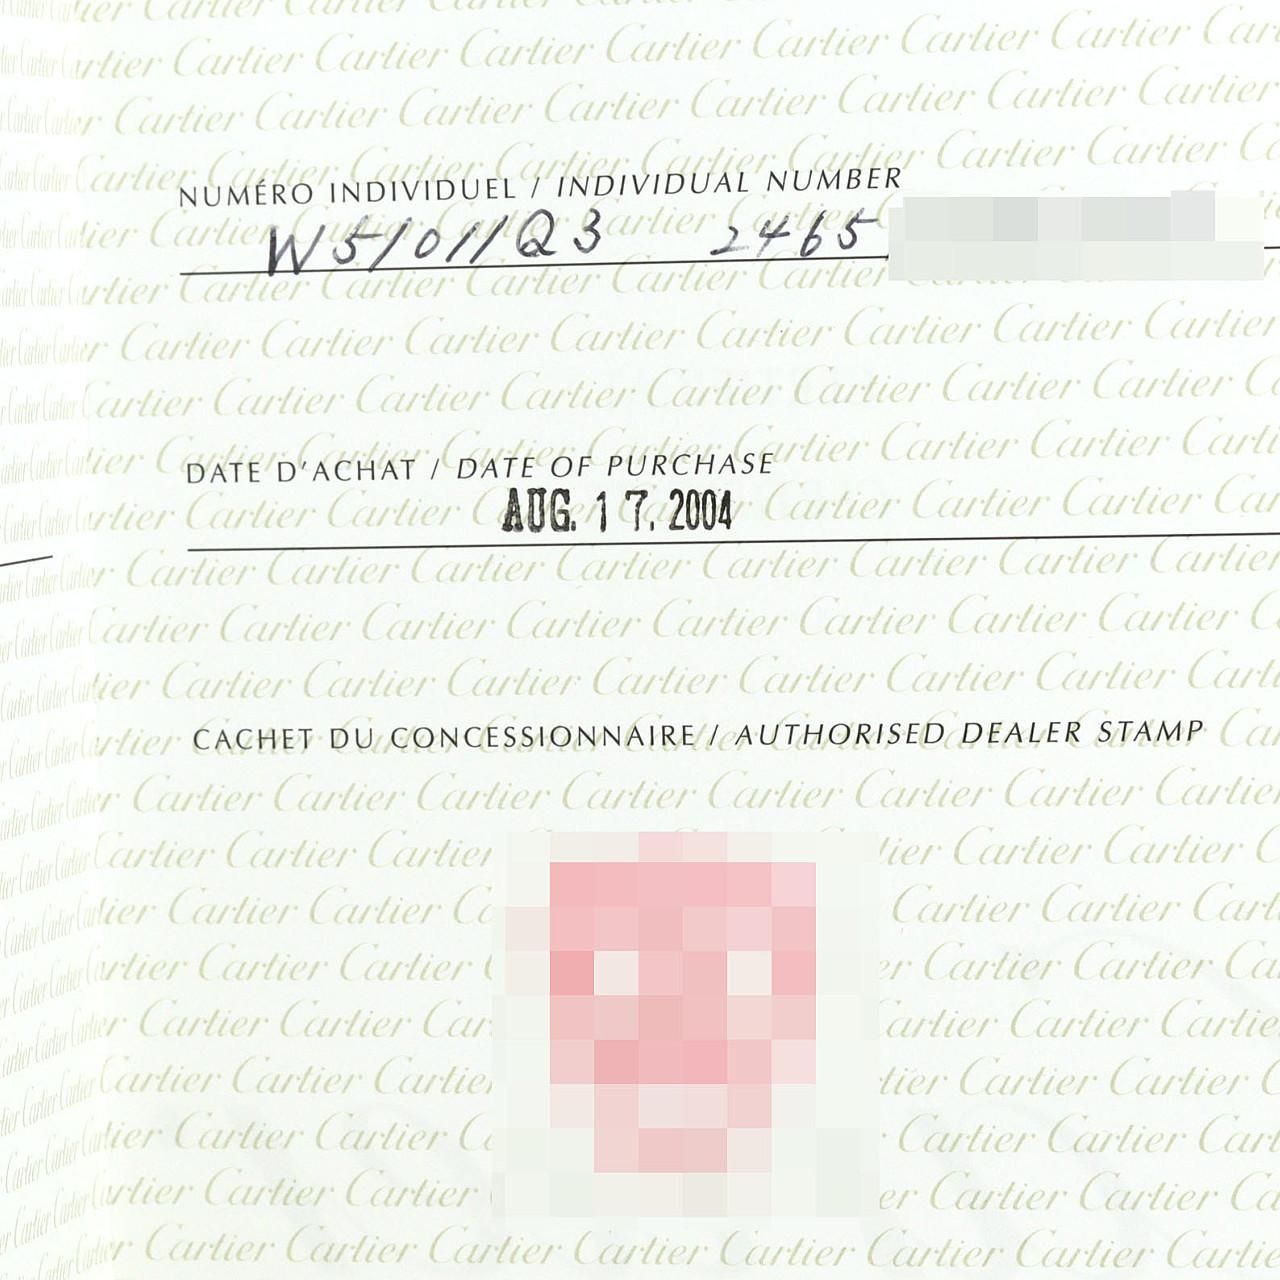 NUMÉRO INDIVIDUEL / INDIVIDUAL NUMBER
W51011Q3 2465
DATE D'ACHAT / DATE OF PURCHASE
AUG. 17. 2004
CACHET DU CONCESSIONNAIRE / AUTHORISED DEALER STAMP
Cartier